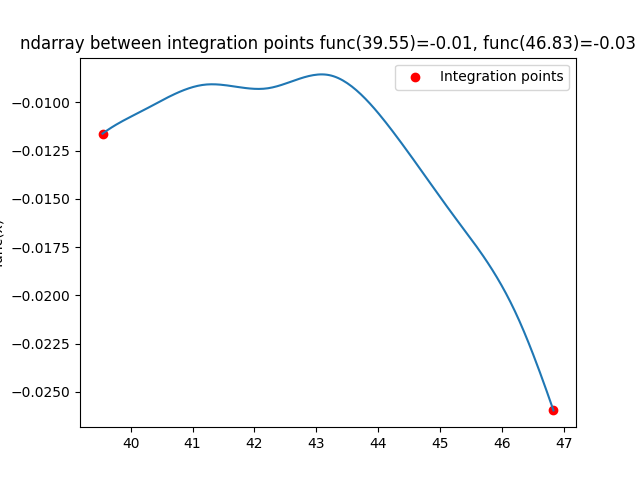 ndarray between integration points func(39.55)=-0.01, func(46.83)=-0.03
Integration points
−0.0100
−0.0125
−0.0150
−0.0175
−0.0200
−0.0225
−0.0250
40 41 42 43 44 45 46 47